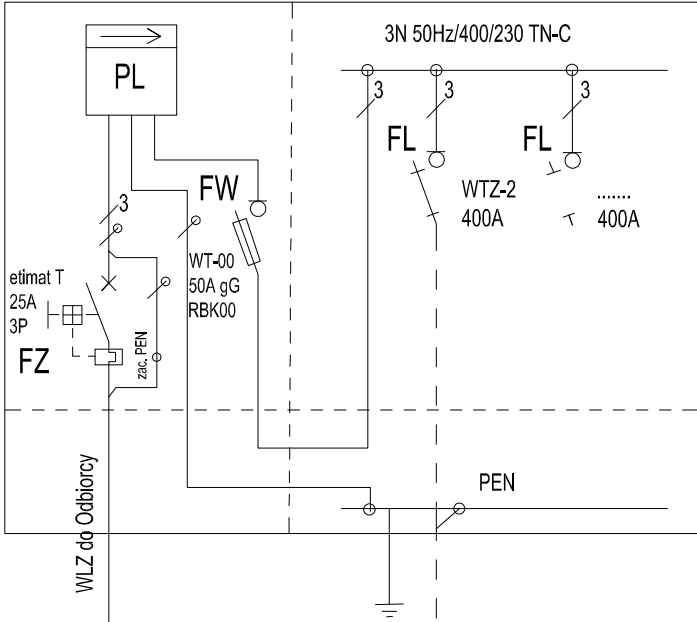 3N 50Hz/400/230 TN-C
PL
3
3
3
FL
FL
WTZ-2
400A
.......
400A
FW
3
WT-00
50A gG
RBK00
etimat T
25A
3P
FZ
zac. PEN
PEN
WLZ do Odbiorcy